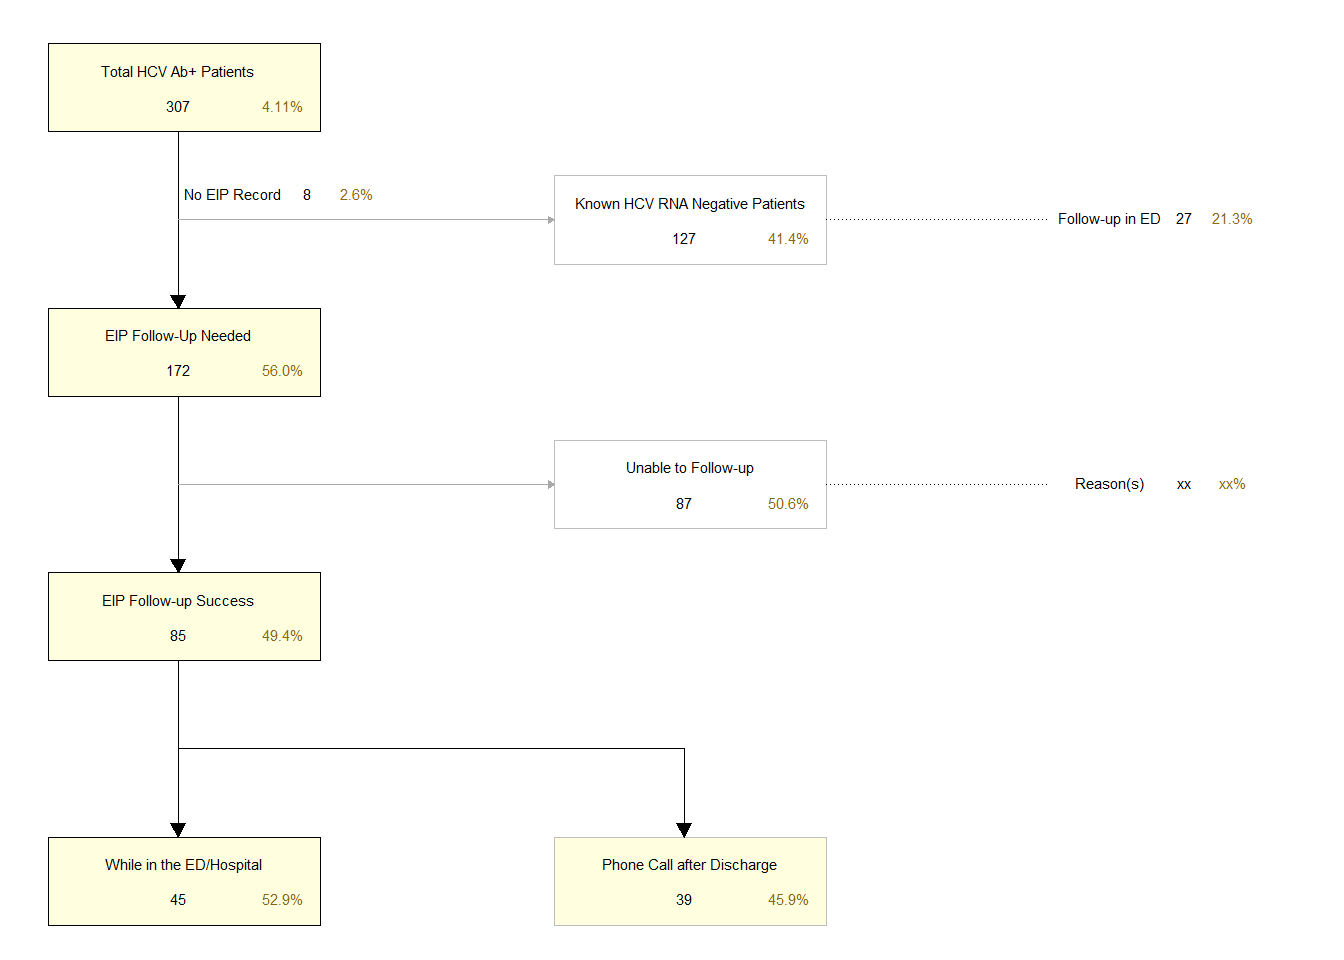 Total HCV Ab+ Patients
307 4.11%
No EIP Record 8 2.6%
Known HCV RNA Negative Patients
127 41.4%
Follow-up in ED 27 21.3%
EIP Follow-Up Needed
172 56.0%
Unable to Follow-up
87 50.6%
Reason(s) xx xx%
EIP Follow-up Success
85 49.4%
While in the ED/Hospital
45 52.9%
Phone Call after Discharge
39 45.9%